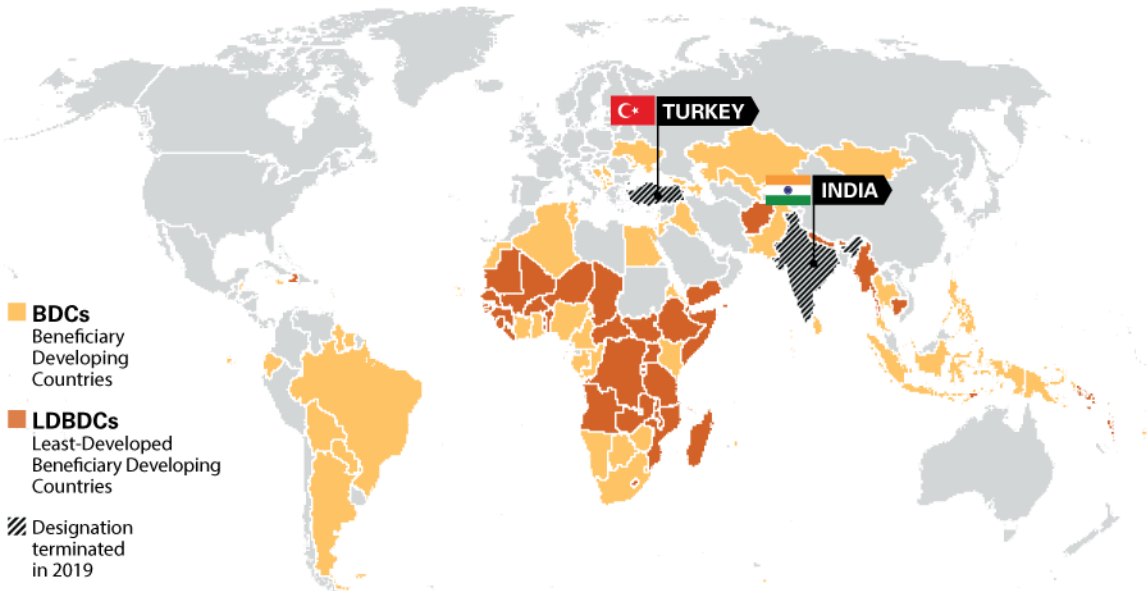 TURKEY
INDIA
BDCs
Beneficiary
Developing
Countries
LDBDCs
Least-Developed
Beneficiary Developing
Countries
Designation
terminated
in 2019